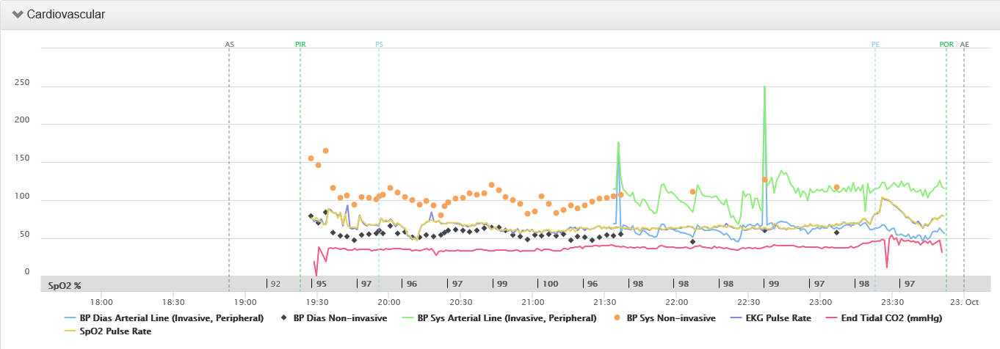 Cardiovascular
AS PIR PS PE POR AE
250
200
150
100
50
0
SpO2 % 92 95 97 96 97 99 100 96 98 98 98 99 97 98 97
18:00 18:30 19:00 19:30 20:00 20:30 21:00 21:30 22:00 22:30 23:00 23:30 23. Oct
BP Dias Arterial Line (Invasive, Peripheral) BP Dias Non-invasive BP Sys Arterial Line (Invasive, Peripheral) BP Sys Non-invasive EKG Pulse Rate End Tidal CO2 (mmHg)
SpO2 Pulse Rate